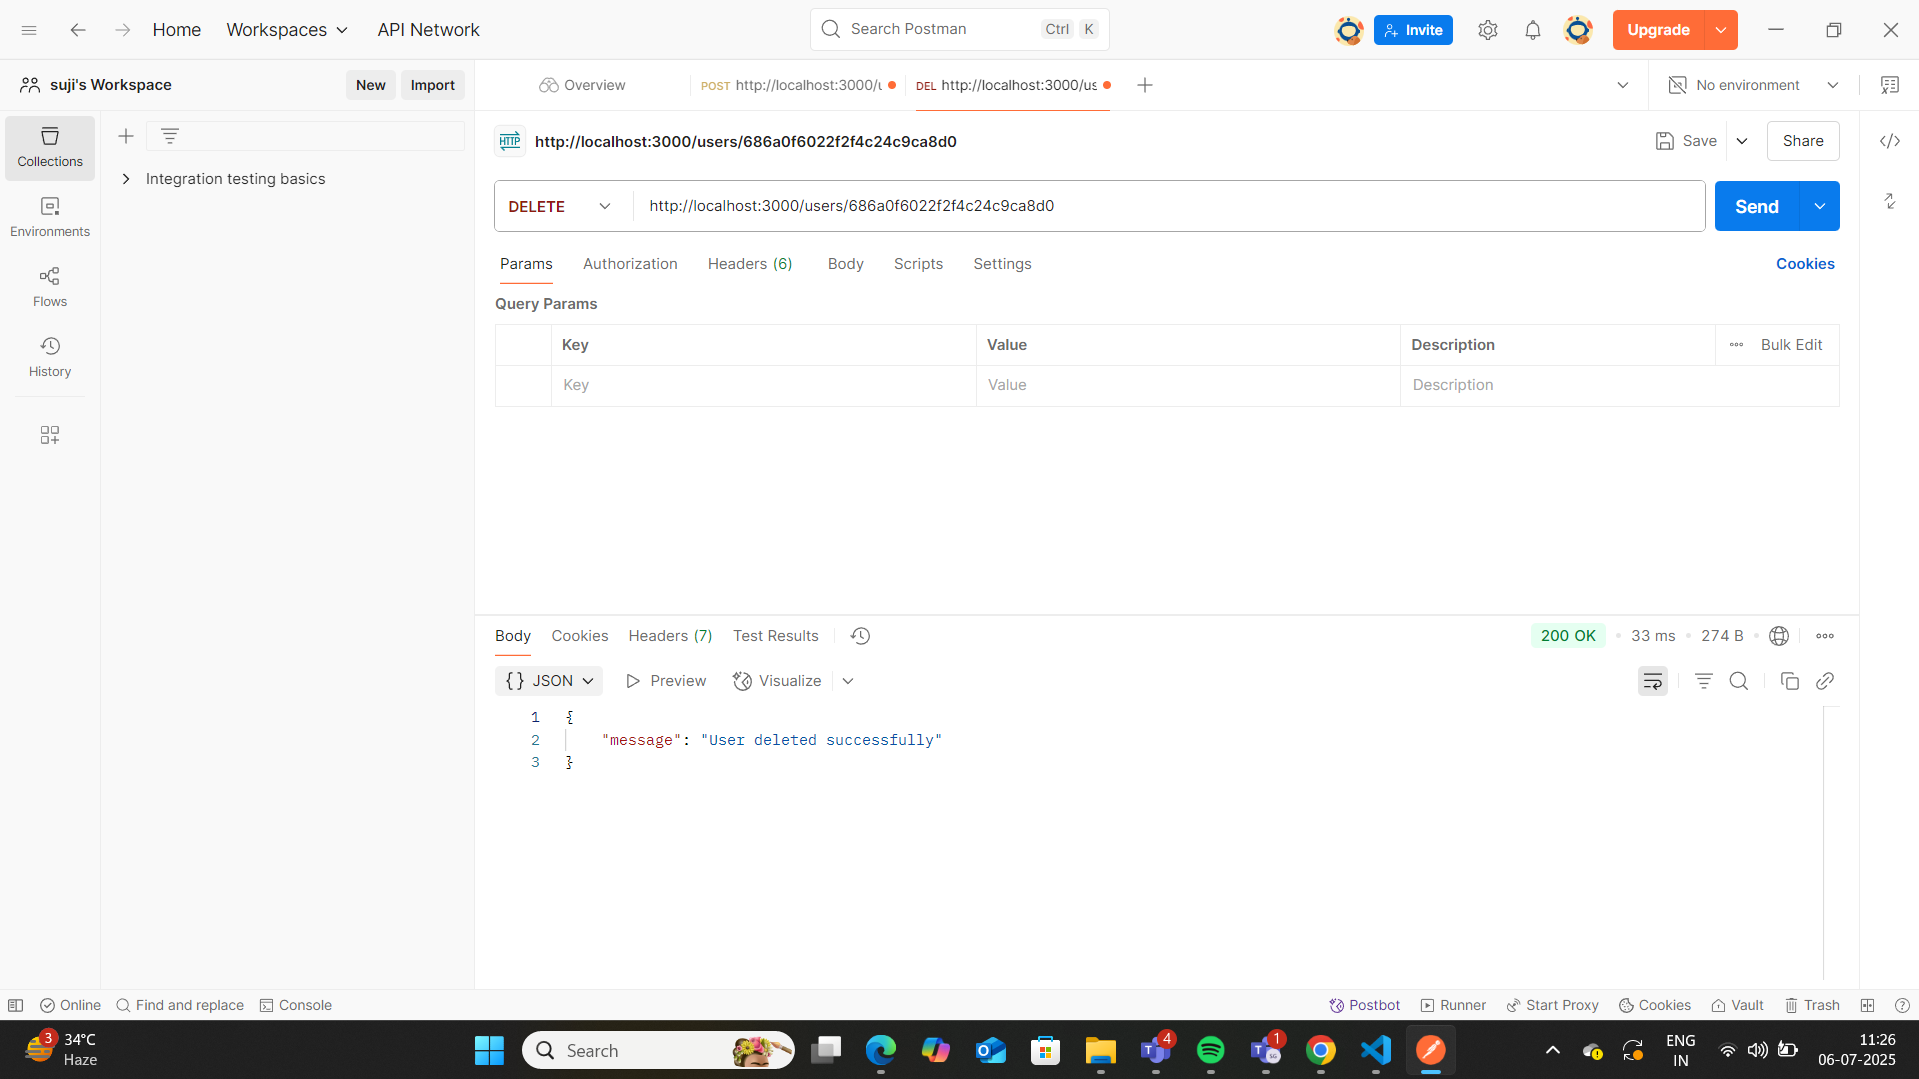 Home
Workspaces
API Network
Search Postman
Ctrl K
Invite
Upgrade
suji's Workspace
New
Import
Overview
POST http://localhost:3000/u
DEL http://localhost:3000/us
No environment
Collections
Environments
Flows
History
Integration testing basics
HTTP
http://localhost:3000/users/686a0f6022f2f4c24c9ca8d0
Save
Share
DELETE
http://localhost:3000/users/686a0f6022f2f4c24c9ca8d0
Send
Params
Authorization
Headers (6)
Body
Scripts
Settings
Cookies
Query Params
Key
Value
Description
Bulk Edit
Key
Value
Description
Body
Cookies
Headers (7)
Test Results
200 OK
33 ms
274 B
{} JSON
Preview
Visualize
1 {
2 "message": "User deleted successfully"
3 }
Online
Find and replace
Console
Postbot
Runner
Start Proxy
Cookies
Vault
Trash
3
34°C
Haze
Search
4
1
SG
ENG
IN
11:26
06-07-2025